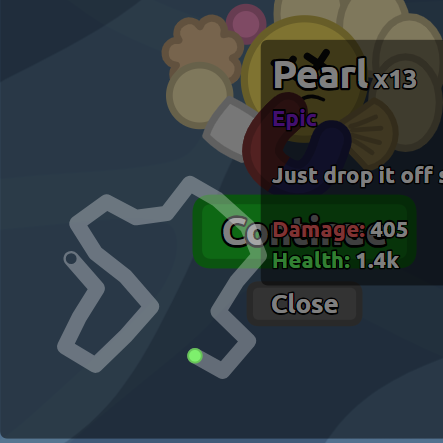 Pearl x13
Epic
Just drop it off s
Continue
Damage: 405
Health: 1.4k
Close